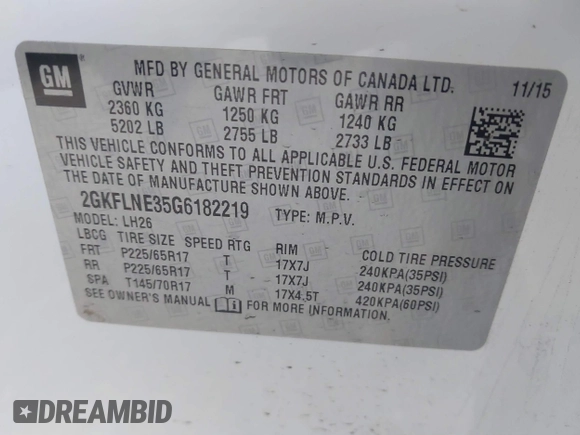 GM
MFD BY GENERAL MOTORS OF CANADA LTD. 11/15
GVWR GAWR FRT GAWR RR
2360 KG 1250 KG 1240 KG
5202 LB 2755 LB 2733 LB
THIS VEHICLE CONFORMS TO ALL APPLICABLE U.S. FEDERAL MOTOR
VEHICLE SAFETY AND THEFT PREVENTION STANDARDS IN EFFECT ON
THE DATE OF MANUFACTURE SHOWN ABOVE.
2GKFLNE35G6182219 TYPE: M.P.V.
MODEL: LH26
LBCG TIRE SIZE SPEED RTG RIM COLD TIRE PRESSURE
FRT P225/65R17 T 17X7J 240KPA(35PSI)
RR P225/65R17 T 17X7J 240KPA(35PSI)
SPA T145/70R17 M 17X4.5T 420KPA(60PSI)
SEE OWNER'S MANUAL FOR MORE INFORMATION.
DREAMBID